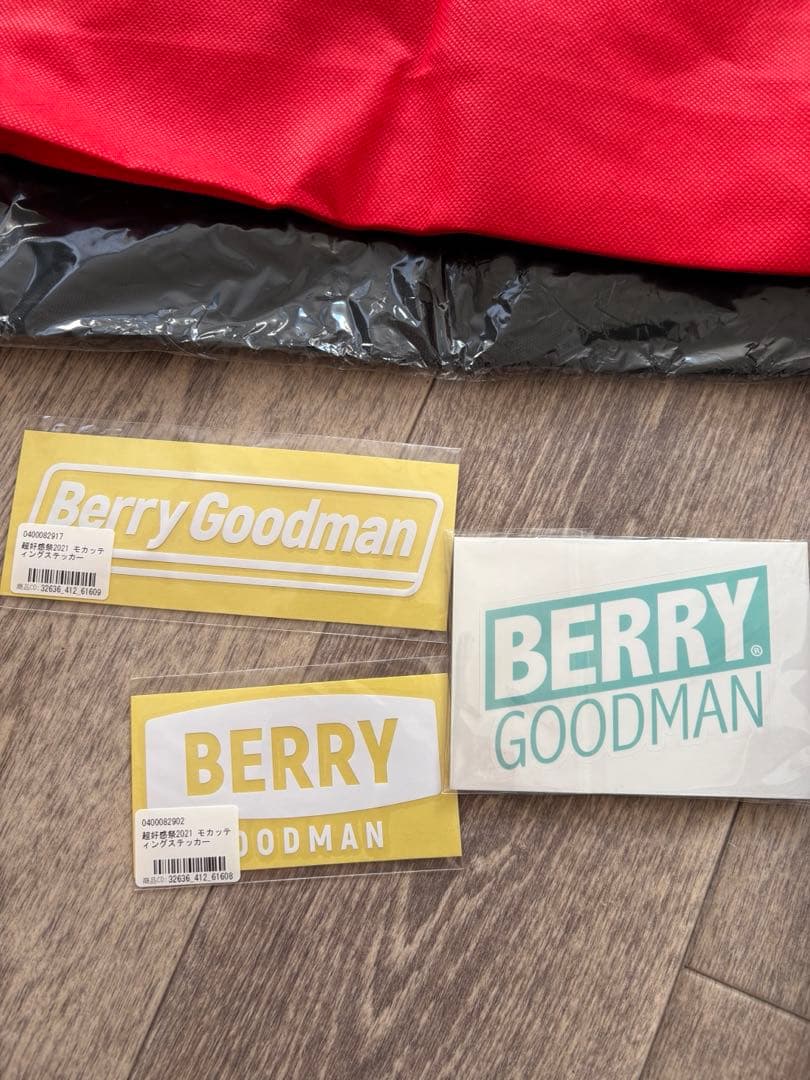 Berry Goodman
0400082917
超好感祭2021 モカッテ
ィングステッカー
商品CD: 32636_412_61609
BERRY®
GOODMAN
BERRY
OODMAN
0400082902
超好感祭2021 モカッテ
ィングステッカー
商品CD: 32636_412_61608